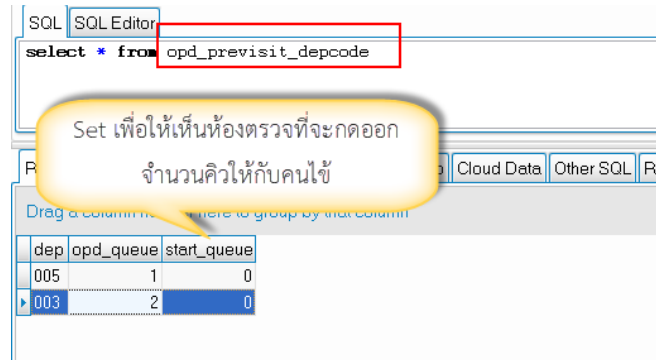 SQL SQL Editor
select * from opd_previsit_depcode
Set เพื่อให้เห็นห้องตรวจที่จะกดออก
จำนวนคิวให้กับคนไข้
Cloud Data Other SQL
Drag a column here to group by that column
dep opd_queue start_queue
005 1 0
003 2 0